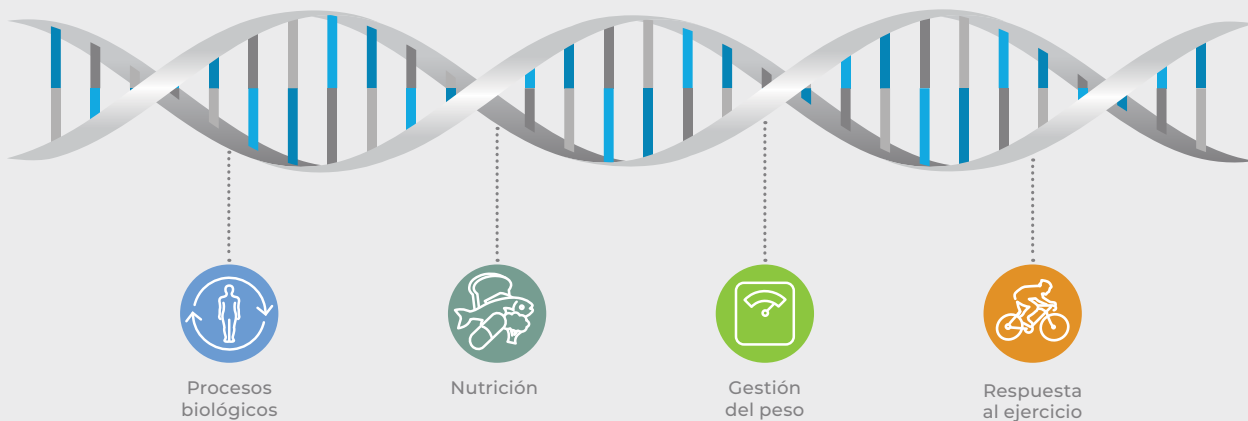 Procesos
biológicos
Nutrición
Gestión
del peso
Respuesta
al ejercicio